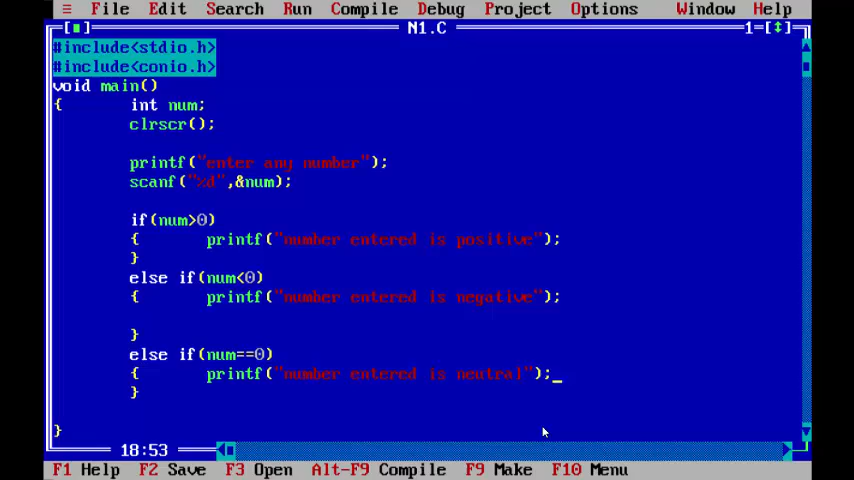 ≡ File Edit Search Run Compile Debug Project Options Window Help
[■] N1.C 1=[↕]
#include<stdio.h>
#include<conio.h>
void main()
{ int num;
clrscr();
printf("enter any number");
scanf("%d",&num);
if(num>0)
{ printf("number entered is positive");
}
else if(num<0)
{ printf("number entered is negative");
}
else if(num==0)
{ printf("number entered is neutral");_
}
}
18:53
F1 Help F2 Save F3 Open Alt-F9 Compile F9 Make F10 Menu